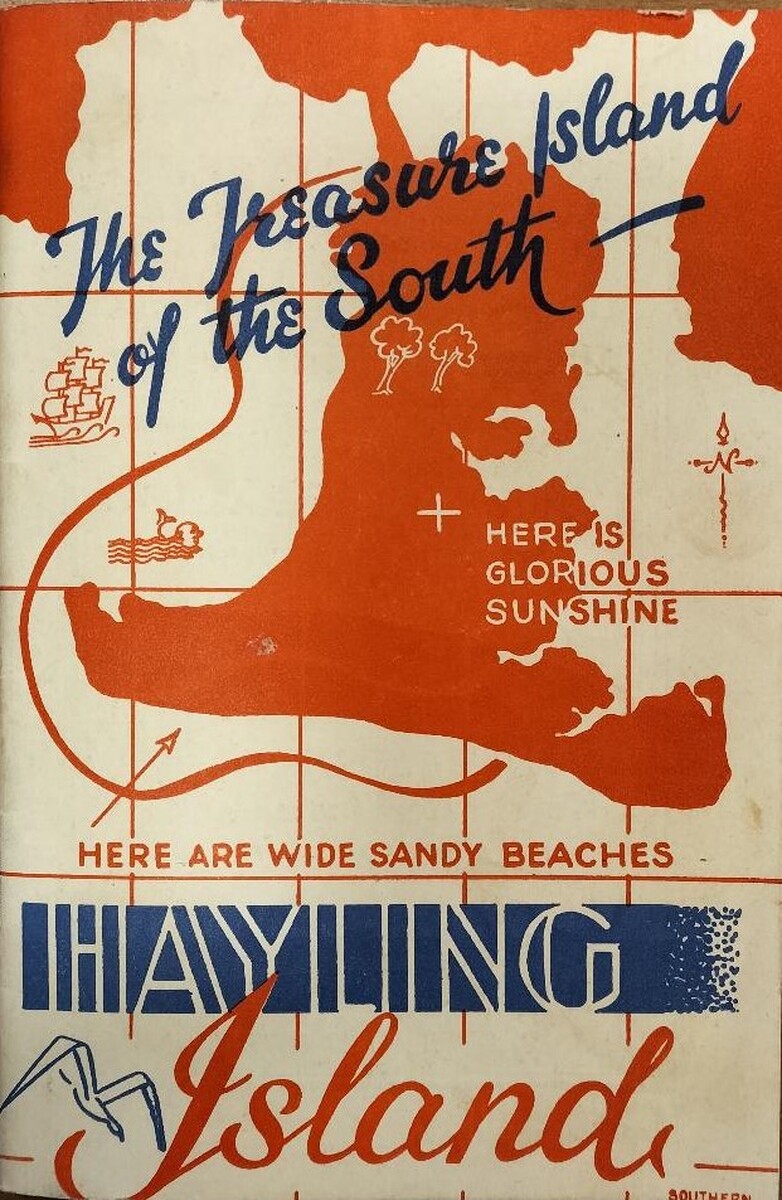 The Treasure Island
of the South —
N
HERE IS
GLORIOUS
SUNSHINE
HERE ARE WIDE SANDY BEACHES
HAYLING
Island
SOUTHERN